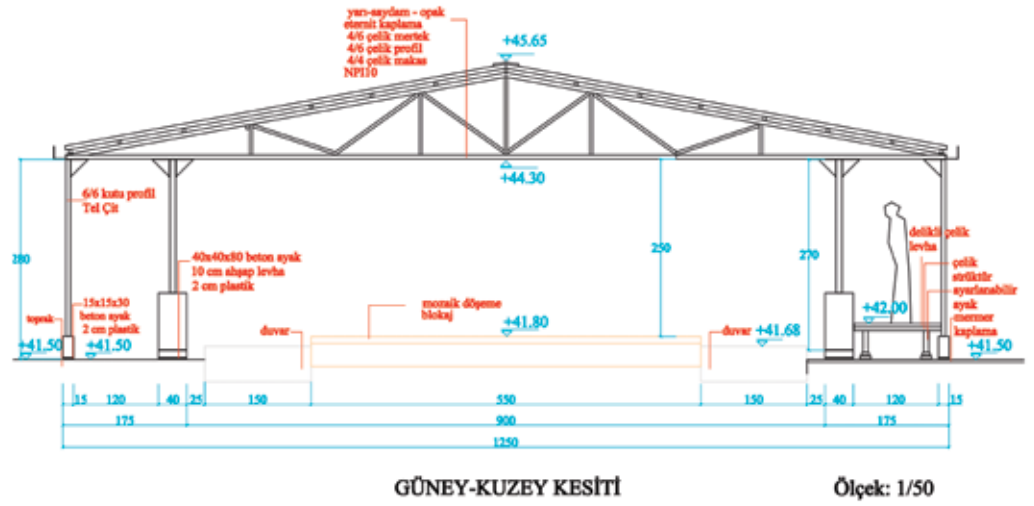 yarı-saydam - opak
eternit kaplama
4/6 çelik mertek
4/6 çelik profil
4/4 çelik makas
NPI10
+45.65
+44.30
6/6 kutu profil
Tel Çit
280
40x40x80 beton ayak
10 cm ahşap levha
2 cm plastik
250
270
delikli çelik
levha
çelik
strüktür
ayarlanabilir
ayak
mermer
kaplama
15x15x30
beton ayak
2 cm plastik
toprak
mozaik döşeme
blokaj
duvar
+41.80
duvar
+41.68
+42.00
+41.50
+41.50
+41.50
15 120 40 25 150 550 150 25 40 120 15
175 900 175
1250
GÜNEY-KUZEY KESİTİ
Ölçek: 1/50